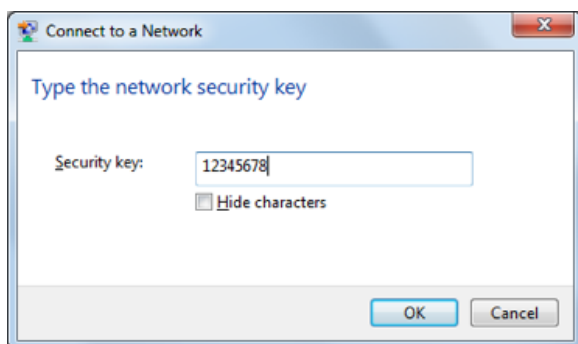 Connect to a Network
Type the network security key
Security key: 12345678
Hide characters
OK Cancel